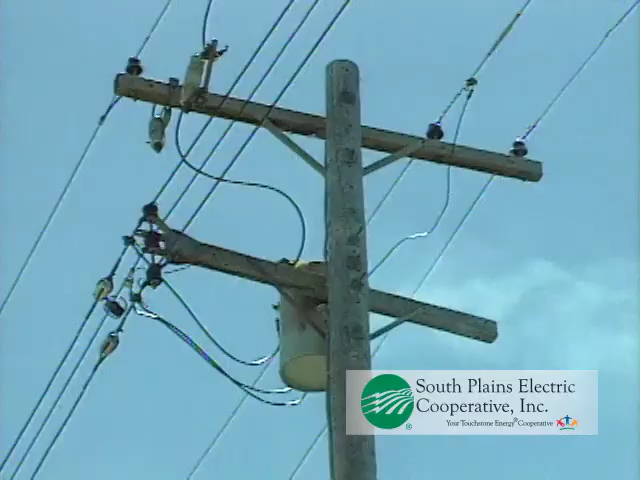 South Plains Electric
Cooperative, Inc.
Your Touchstone Energy® Cooperative
®